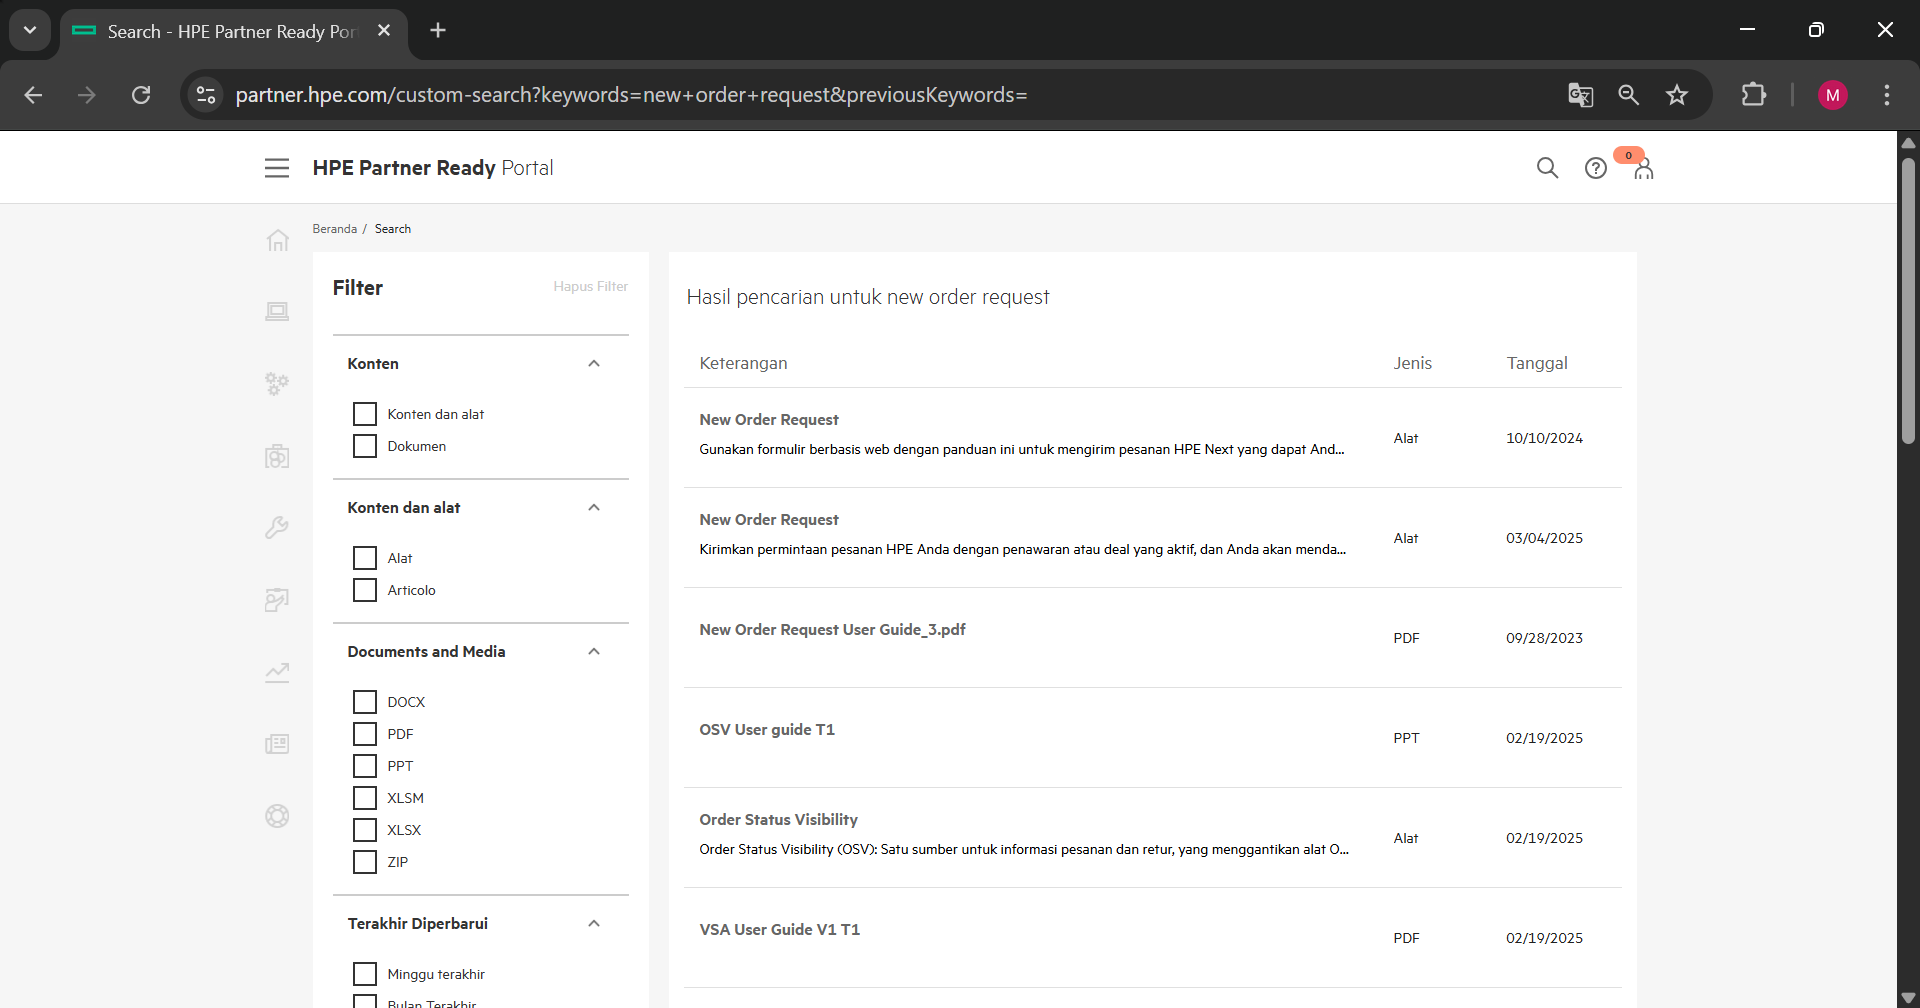 Search - HPE Partner Ready Por
partner.hpe.com/custom-search?keywords=new+order+request&previousKeywords=
M
HPE Partner Ready Portal
0
Beranda / Search
Filter
Hapus Filter
Konten
Konten dan alat
Dokumen
Konten dan alat
Alat
Articolo
Documents and Media
DOCX
PDF
PPT
XLSM
XLSX
ZIP
Terakhir Diperbarui
Minggu terakhir
Bulan Terakhir
Hasil pencarian untuk new order request
Keterangan Jenis Tanggal
New Order Request
Gunakan formulir berbasis web dengan panduan ini untuk mengirim pesanan HPE Next yang dapat And...
Alat 10/10/2024
New Order Request
Kirimkan permintaan pesanan HPE Anda dengan penawaran atau deal yang aktif, dan Anda akan menda...
Alat 03/04/2025
New Order Request User Guide_3.pdf
PDF 09/28/2023
OSV User guide T1
PPT 02/19/2025
Order Status Visibility
Order Status Visibility (OSV): Satu sumber untuk informasi pesanan dan retur, yang menggantikan alat O...
Alat 02/19/2025
VSA User Guide V1 T1
PDF 02/19/2025